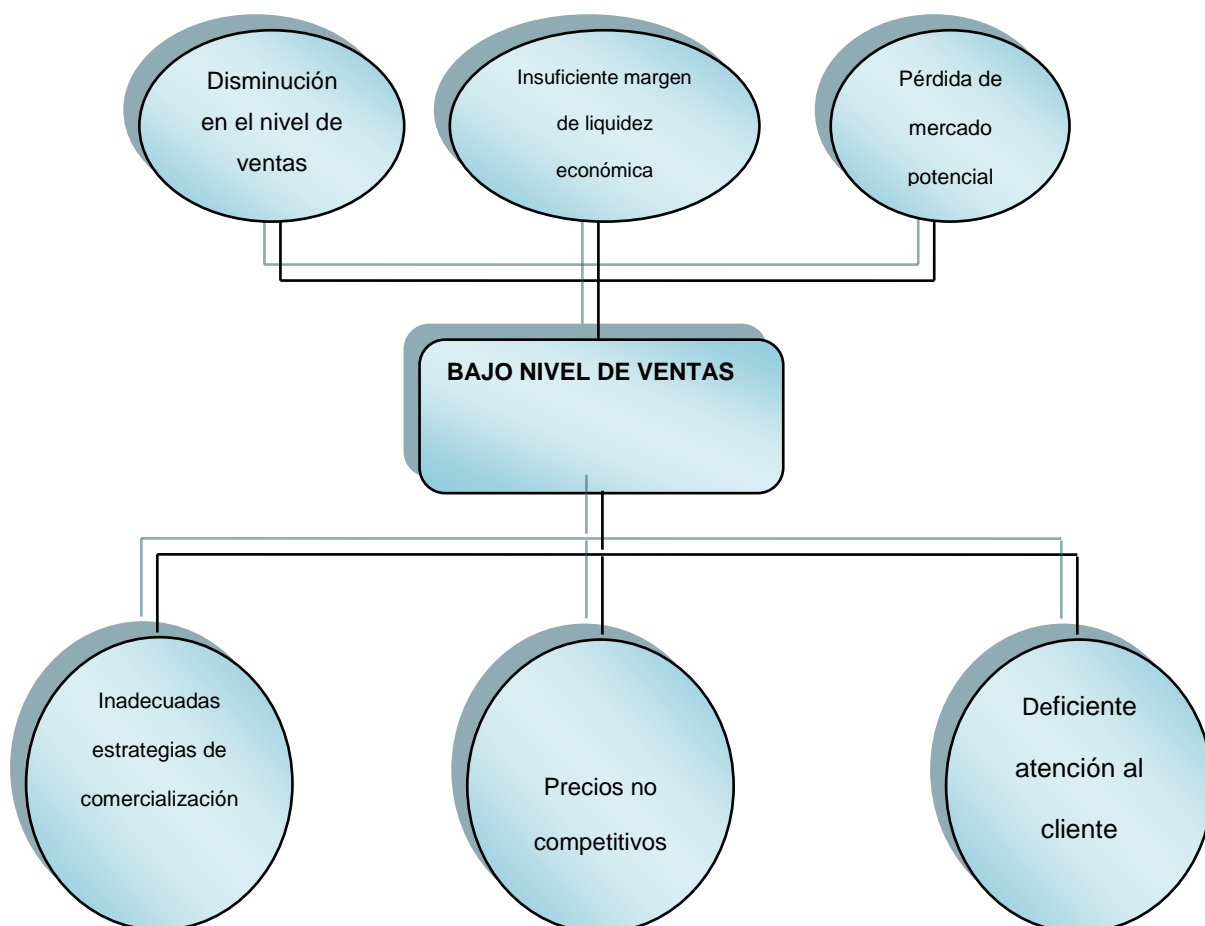 Disminución
en el nivel de
ventas
Insuficiente margen
de liquidez
económica
Pérdida de
mercado
potencial
BAJO NIVEL DE VENTAS
Inadecuadas
estrategias de
comercialización
Precios no
competitivos
Deficiente
atención al
cliente